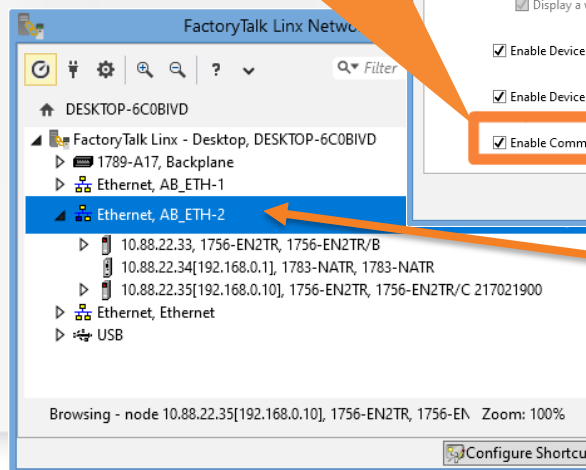 Display a
FactoryTalk Linx Netwo
Enable Device
Filter
Enable Device
DESKTOP-6C0BIVD
FactoryTalk Linx - Desktop, DESKTOP-6C0BIVD
Enable Comm
1789-A17, Backplane
Ethernet, AB_ETH-1
Ethernet, AB_ETH-2
10.88.22.33, 1756-EN2TR, 1756-EN2TR/B
10.88.22.34[192.168.0.1], 1783-NATR, 1783-NATR
10.88.22.35[192.168.0.10], 1756-EN2TR, 1756-EN2TR/C 217021900
Ethernet, Ethernet
USB
Browsing - node 10.88.22.35[192.168.0.10], 1756-EN2TR, 1756-EN Zoom: 100%
Configure Shortcu